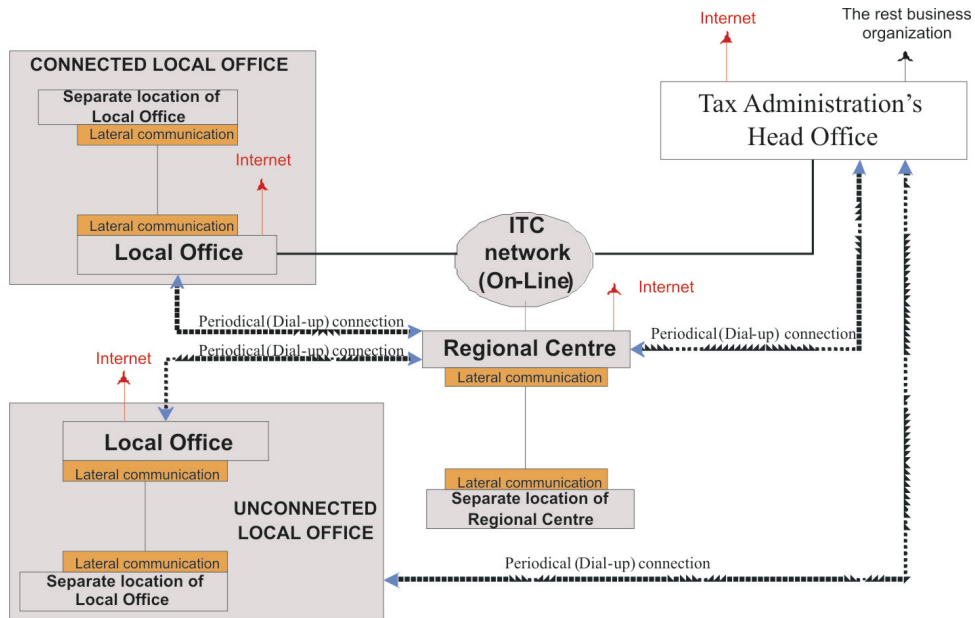 Internet
The rest business
organization
CONNECTED LOCAL OFFICE
Separate location of
Local Office
Lateral communication
Tax Administration's
Head Office
Internet
Lateral communication
Local Office
ITC
network
(On-Line)
Internet
Periodical (Dial-up) connection
Periodical (Dial-up) connection
Regional Centre
Periodical (Dial-up) connection
Lateral communication
Internet
Local Office
Lateral communication
Lateral communication
Separate location of
Regional Centre
UNCONNECTED
LOCAL OFFICE
Lateral communication
Separate location of
Local Office
Periodical (Dial-up) connection